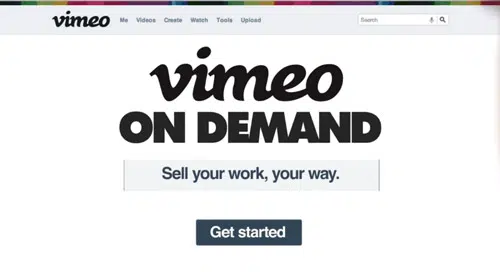 vimeo Me Videos Create Watch Tools Upload Search
vimeo
ON DEMAND
Sell your work, your way.
Get started